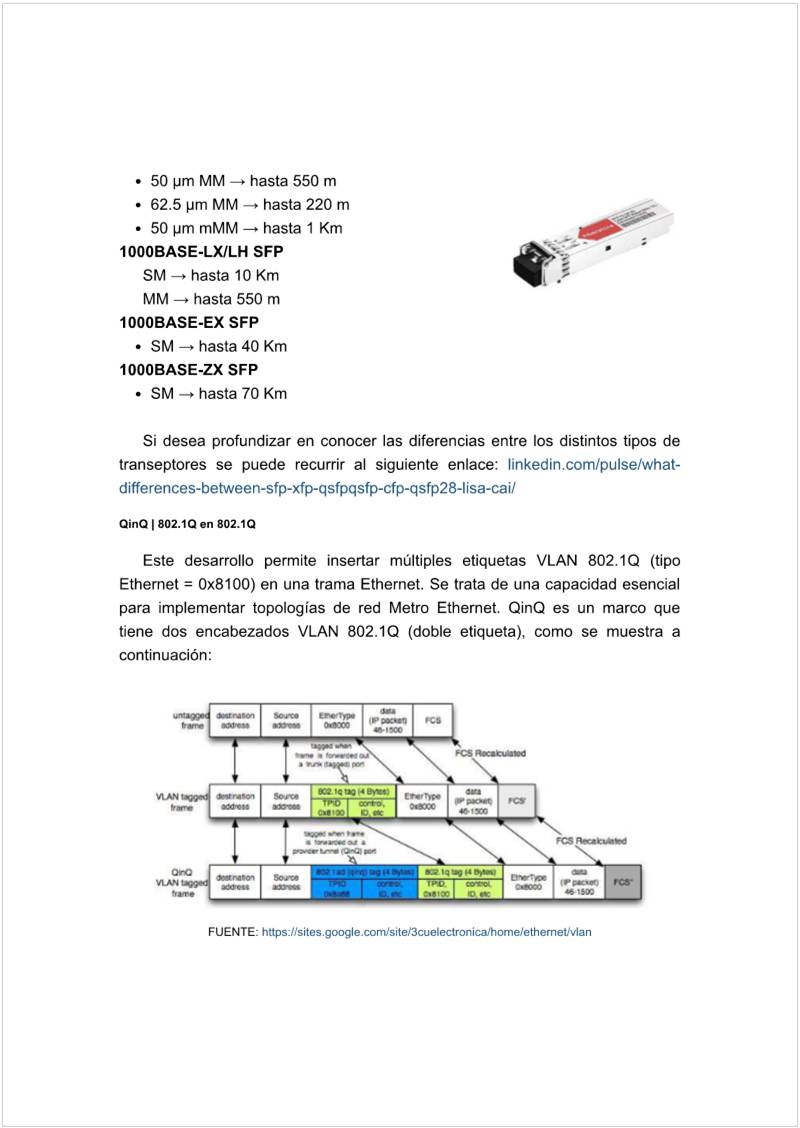 • 50 µm MM → hasta 550 m
• 62.5 µm MM → hasta 220 m
• 50 µm mMM → hasta 1 Km
1000BASE-LX/LH SFP
SM → hasta 10 Km
MM → hasta 550 m
1000BASE-EX SFP
• SM → hasta 40 Km
1000BASE-ZX SFP
• SM → hasta 70 Km
Si desea profundizar en conocer las diferencias entre los distintos tipos de
transeptores se puede recurrir al siguiente enlace: linkedin.com/pulse/what-
differences-between-sfp-xfp-qsfpqsfp-cfp-qsfp28-lisa-cai/
QinQ | 802.1Q en 802.1Q
Este desarrollo permite insertar múltiples etiquetas VLAN 802.1Q (tipo
Ethernet = 0x8100) en una trama Ethernet. Se trata de una capacidad esencial
para implementar topologías de red Metro Ethernet. QinQ es un marco que
tiene dos encabezados VLAN 802.1Q (doble etiqueta), como se muestra a
continuación:
untagged frame
destination address
Source address
EtherType 0x8000
data (IP packet) 46-1500
FCS
tagged when
frame is forwarded out
a trunk (tagged) port
FCS Recalculated
VLAN tagged frame
destination address
Source address
802.1q tag (4 Bytes)
TPID 0x8100
control, ID, etc
EtherType 0x8000
data (IP packet) 46-1500
FCS'
tagged when frame
is forwarded out a
provider tunnel (QinQ) port
FCS Recalculated
QinQ VLAN tagged frame
destination address
Source address
802.1ad (qinq) tag (4 Bytes)
TPID 0x8a88
control, ID, etc
802.1q tag (4 Bytes)
TPID, 0x8100
control, ID, etc
EtherType 0x8000
data (IP packet) 46-1500
FCS"
FUENTE: https://sites.google.com/site/3cuelectronica/home/ethernet/vlan